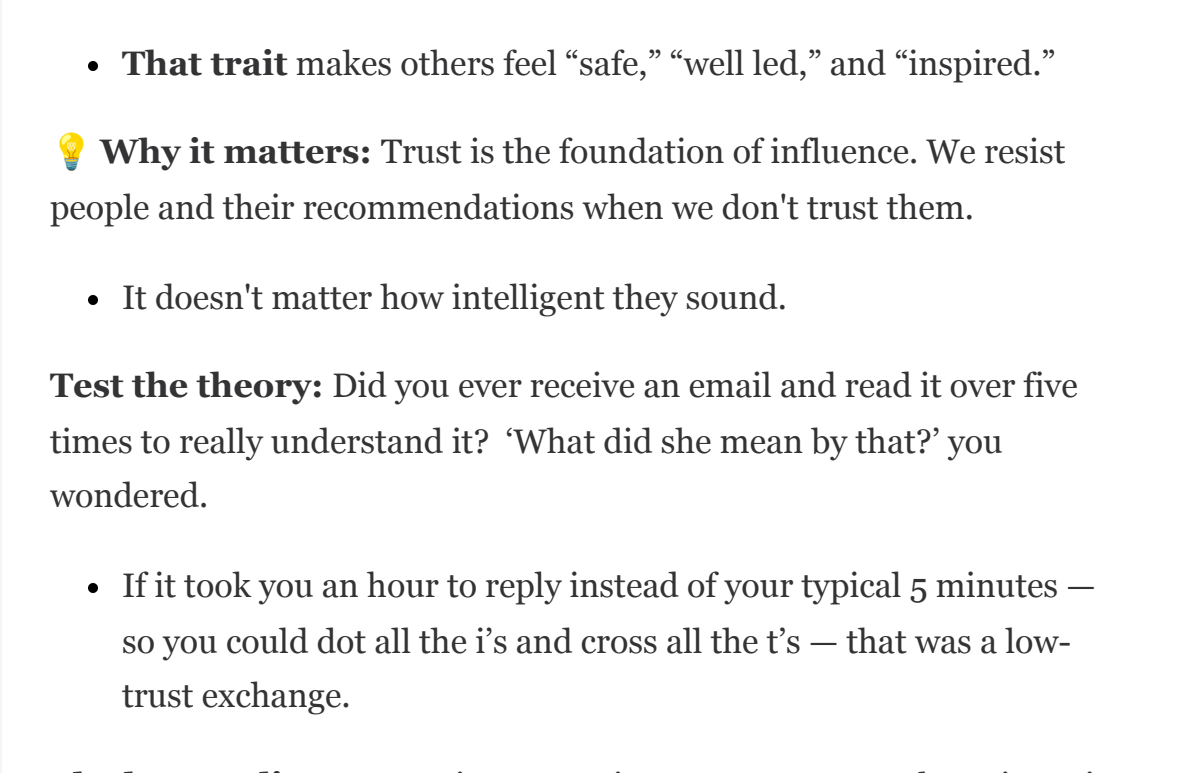 • That trait makes others feel “safe,” “well led,” and “inspired.”
💡 Why it matters: Trust is the foundation of influence. We resist
people and their recommendations when we don't trust them.
• It doesn't matter how intelligent they sound.
Test the theory: Did you ever receive an email and read it over five
times to really understand it?  ‘What did she mean by that?’ you
wondered.
• If it took you an hour to reply instead of your typical 5 minutes —
so you could dot all the i’s and cross all the t’s — that was a low-
trust exchange.